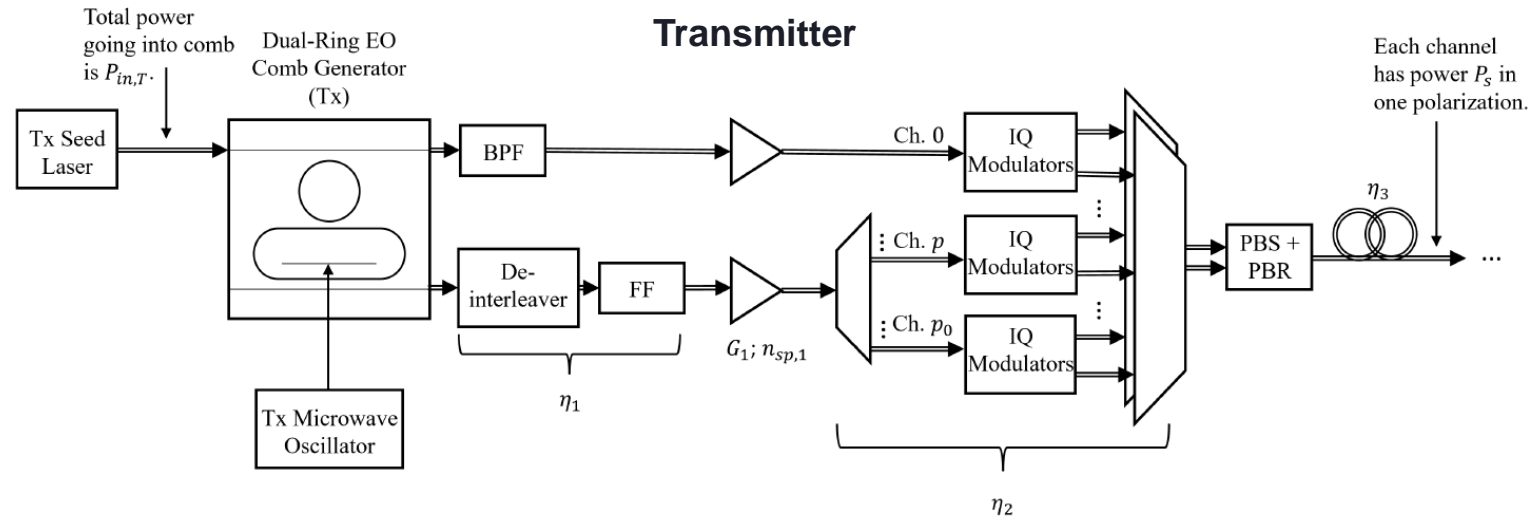 Transmitter
Total power
going into comb
is P_{in,T}.
Dual-Ring EO
Comb Generator
(Tx)
Each channel
has power P_s in
one polarization.
Tx Seed
Laser
BPF
Ch. 0
IQ
Modulators
⋮
De-
interleaver
FF
G_1; n_{sp,1}
⋮ Ch. p
IQ
Modulators
⋮
⋮ Ch. p_0
IQ
Modulators
PBS +
PBR
η_3
...
η_1
Tx Microwave
Oscillator
η_2